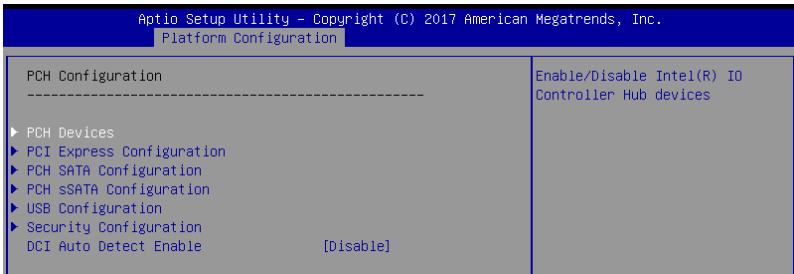 Aptio Setup Utility – Copyright (C) 2017 American Megatrends, Inc.
Platform Configuration
PCH Configuration
--------------------------------------------------
Enable/Disable Intel(R) IO
Controller Hub devices
PCH Devices
PCI Express Configuration
PCH SATA Configuration
PCH sSATA Configuration
USB Configuration
Security Configuration
DCI Auto Detect Enable [Disable]